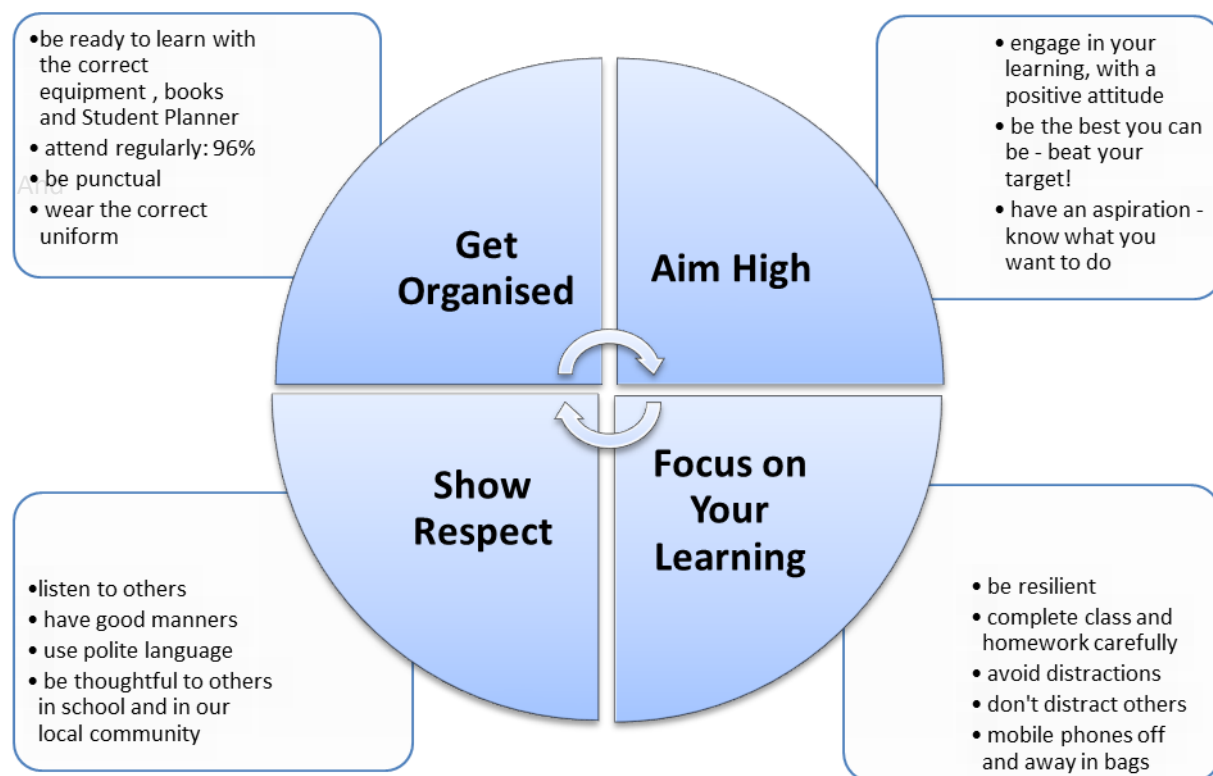 •be ready to learn with
the correct
equipment , books
and Student Planner
• attend regularly: 96%
And
• be punctual
• wear the correct
uniform
• engage in your
learning, with a
positive attitude
• be the best you can
be - beat your
target!
• have an aspiration -
know what you
want to do
Get
Organised
Aim High
Show
Respect
Focus on
Your
Learning
•listen to others
• have good manners
• use polite language
• be thoughtful to others
in school and in our
local community
• be resilient
• complete class and
homework carefully
• avoid distractions
• don't distract others
• mobile phones off
and away in bags